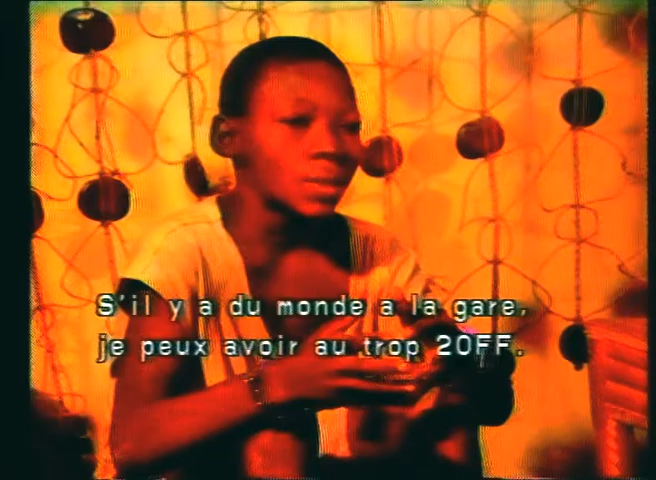 S'il y a du monde a la gare,
je peux avoir au trop 20FF.